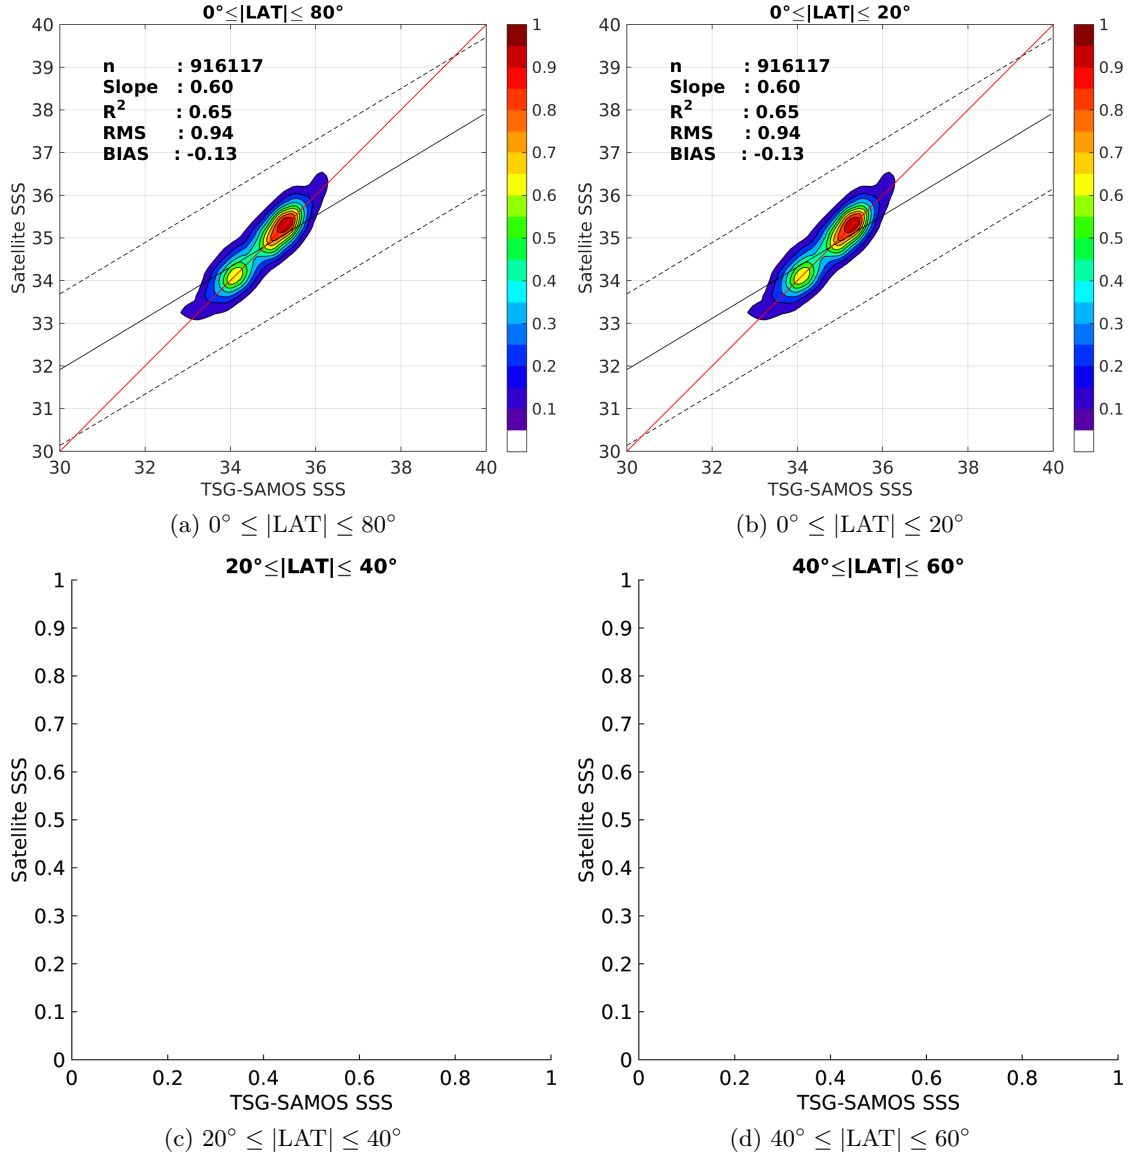 0°≤|LAT|≤ 80°
40
39
38
37
36
35
34
33
32
31
30
n : 916117
Slope : 0.60
R2 : 0.65
RMS : 0.94
BIAS : -0.13
Satellite SSS
30 32 34 36 38 40
TSG-SAMOS SSS
1
0.9
0.8
0.7
0.6
0.5
0.4
0.3
0.2
0.1
(a) 0° ≤ |LAT| ≤ 80°
0°≤|LAT|≤ 20°
40
39
38
37
36
35
34
33
32
31
30
n : 916117
Slope : 0.60
R2 : 0.65
RMS : 0.94
BIAS : -0.13
Satellite SSS
30 32 34 36 38 40
TSG-SAMOS SSS
1
0.9
0.8
0.7
0.6
0.5
0.4
0.3
0.2
0.1
(b) 0° ≤ |LAT| ≤ 20°
20°≤|LAT|≤ 40°
1
0.9
0.8
0.7
0.6
0.5
0.4
0.3
0.2
0.1
0
Satellite SSS
0 0.2 0.4 0.6 0.8 1
TSG-SAMOS SSS
(c) 20° ≤ |LAT| ≤ 40°
40°≤|LAT|≤ 60°
1
0.9
0.8
0.7
0.6
0.5
0.4
0.3
0.2
0.1
0
Satellite SSS
0 0.2 0.4 0.6 0.8 1
TSG-SAMOS SSS
(d) 40° ≤ |LAT| ≤ 60°